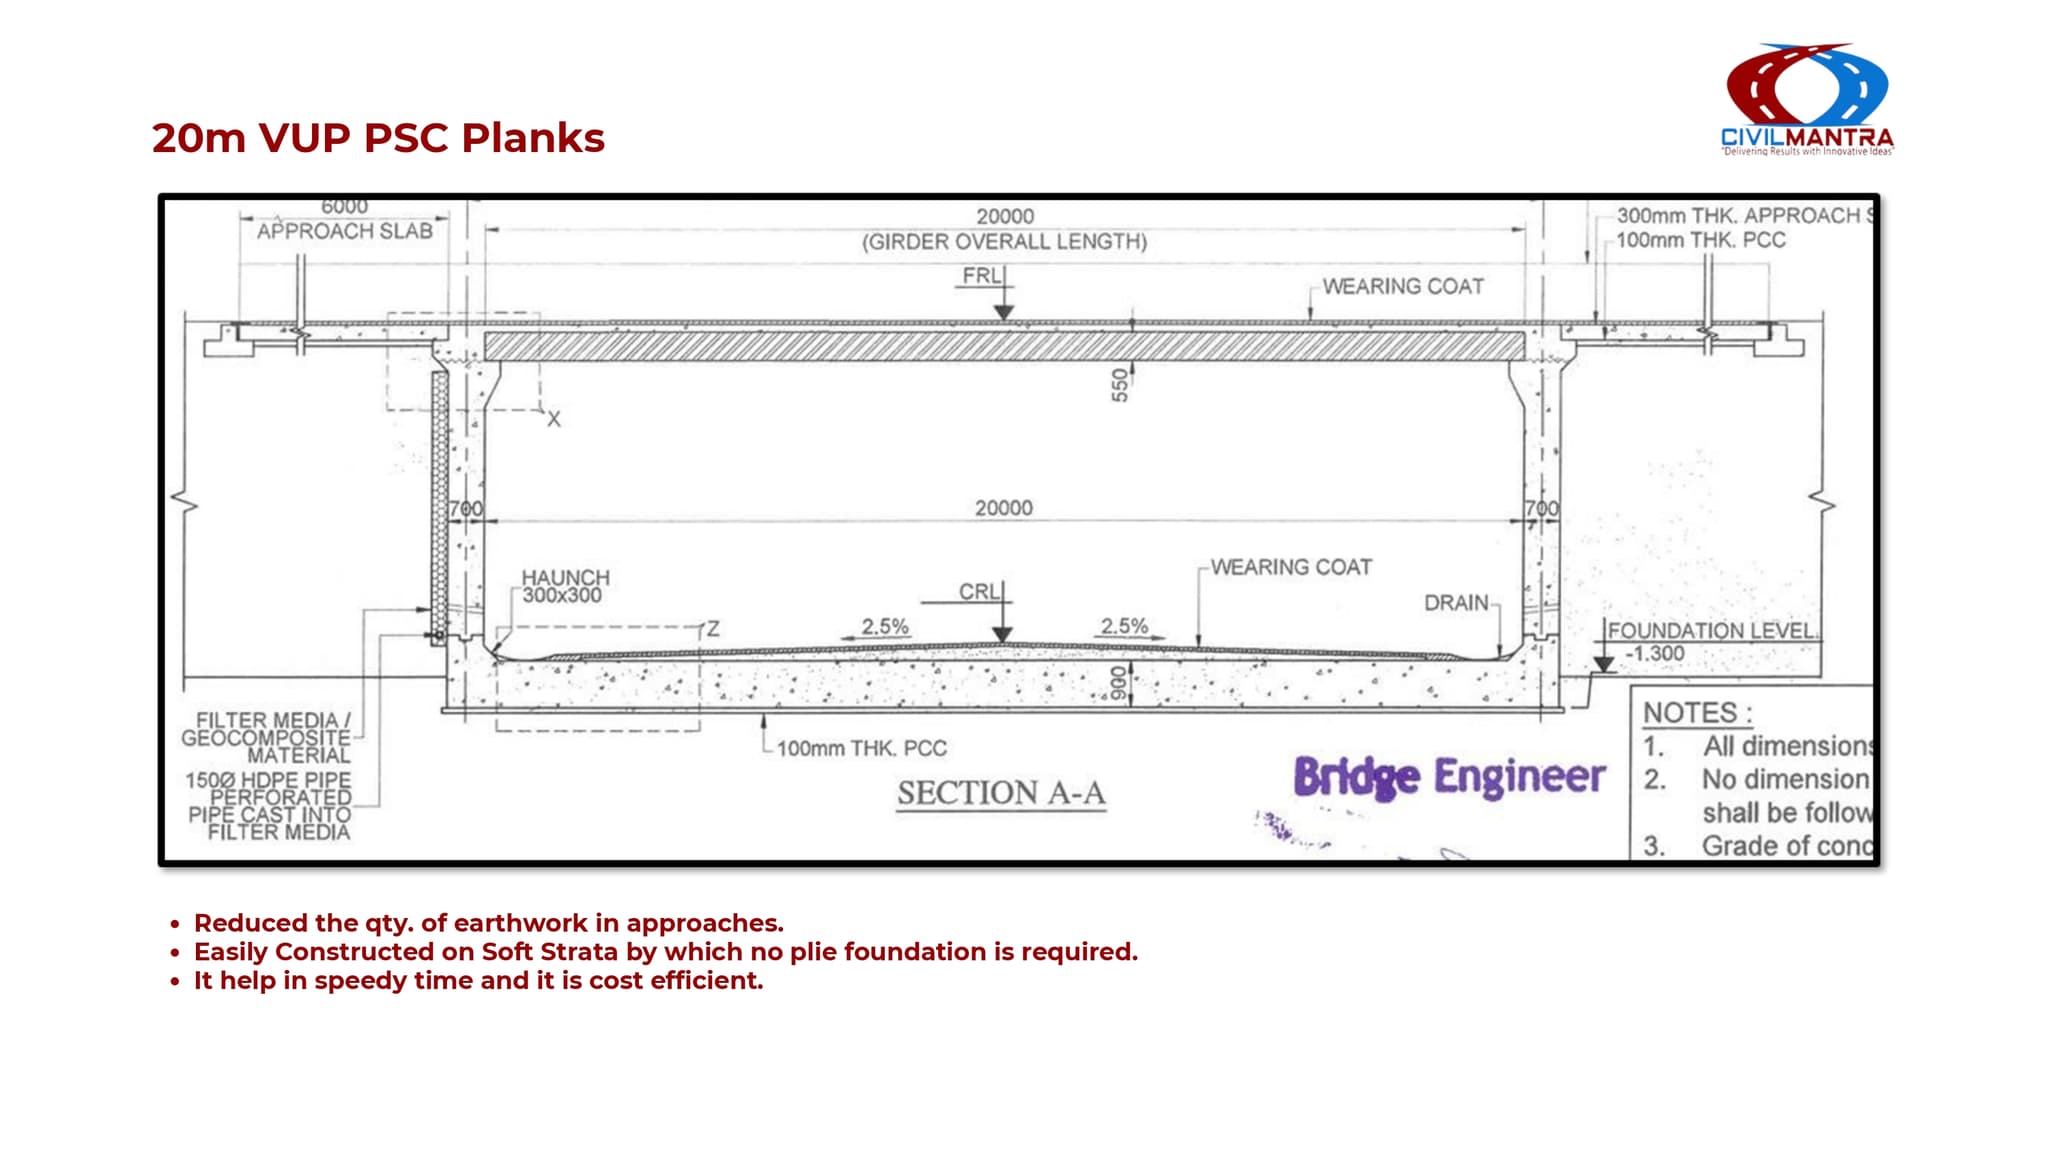 CIVILMANTRA
"Delivering Results with Innovative Ideas"
20m VUP PSC Planks
6000
APPROACH SLAB
20000
(GIRDER OVERALL LENGTH)
300mm THK. APPROACH S
100mm THK. PCC
FRL
WEARING COAT
550
X
700
20000
700
HAUNCH
300x300
WEARING COAT
CRL
DRAIN
Z
2.5%
2.5%
FOUNDATION LEVEL
-1.300
900
FILTER MEDIA /
GEOCOMPOSITE
MATERIAL
150Ø HDPE PIPE
PERFORATED
PIPE CAST INTO
FILTER MEDIA
100mm THK. PCC
SECTION A-A
Bridge Engineer
NOTES :
1. All dimensions
2. No dimension
shall be follow
3. Grade of conc
• Reduced the qty. of earthwork in approaches.
• Easily Constructed on Soft Strata by which no plie foundation is required.
• It help in speedy time and it is cost efficient.